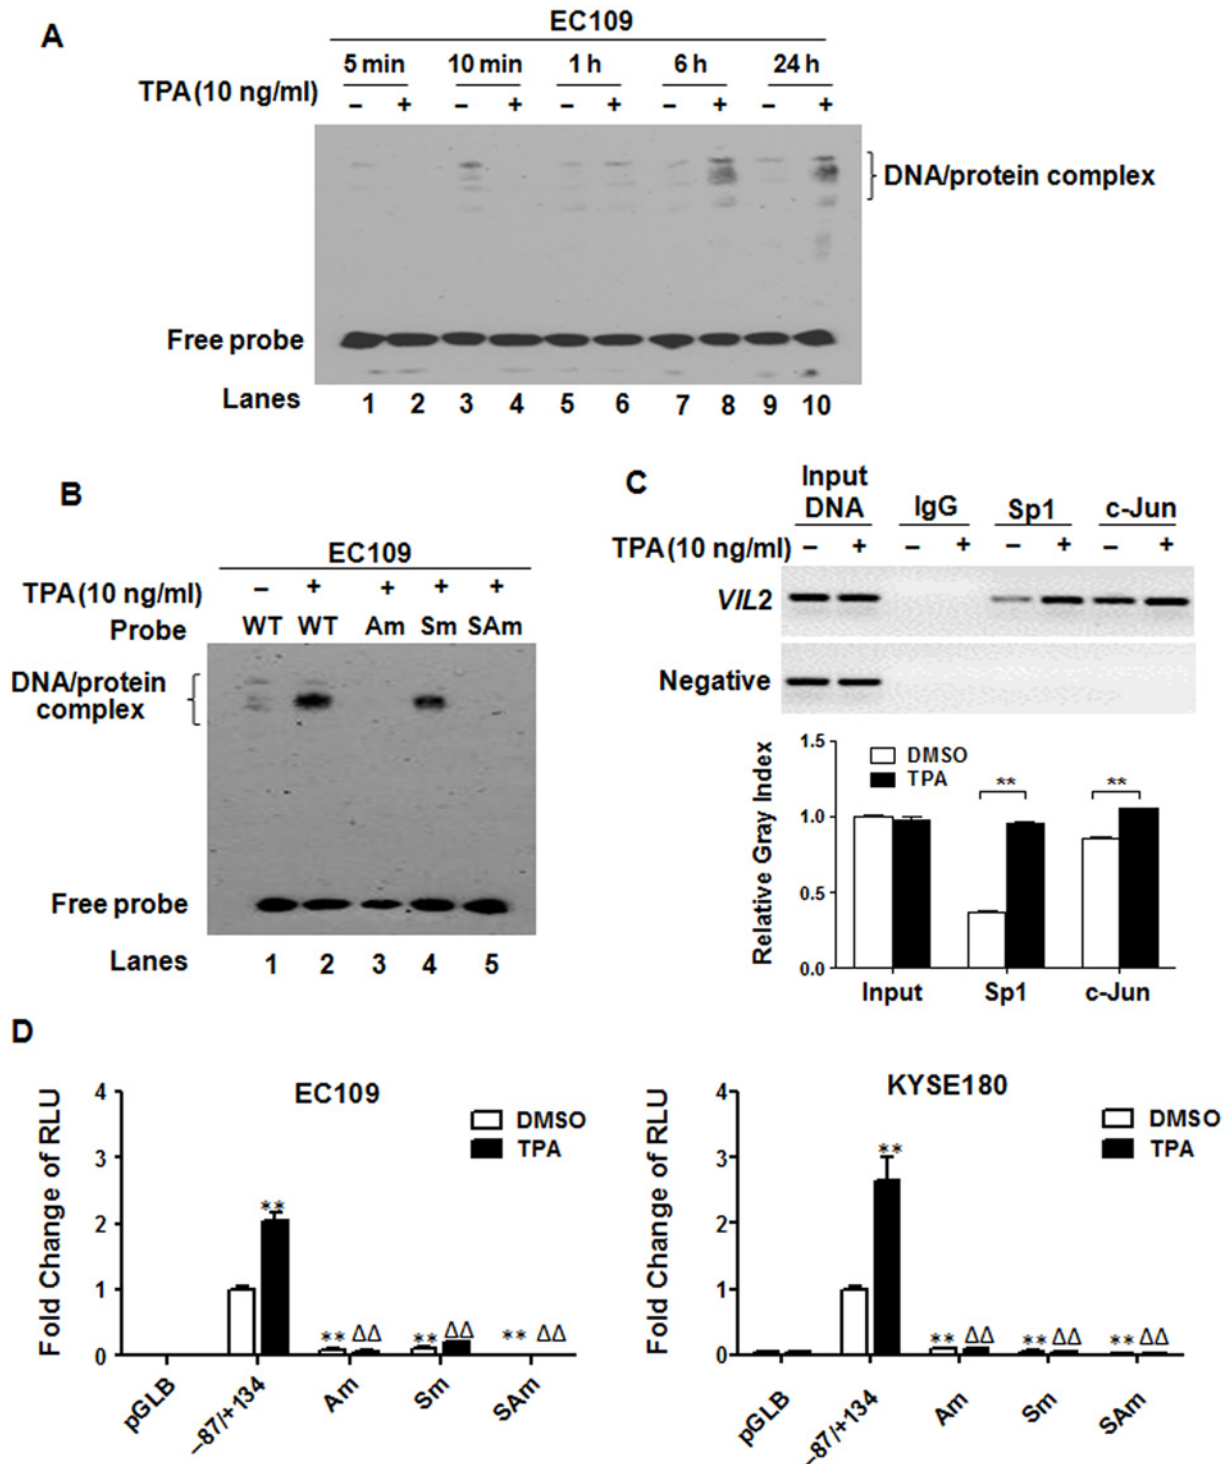 A
EC109
5 min 10 min 1 h 6 h 24 h
TPA (10 ng/ml) – + – + – + – + – +
DNA/protein complex
Free probe
Lanes 1 2 3 4 5 6 7 8 9 10
B
EC109
TPA (10 ng/ml) – + + + +
Probe WT WT Am Sm SAm
DNA/protein
complex
Free probe
Lanes 1 2 3 4 5
C
Input
DNA IgG Sp1 c-Jun
TPA (10 ng/ml) – + – + – + – +
VIL2
Negative
Relative Gray Index
1.5
1.0
0.5
0.0
DMSO
TPA
** **
Input Sp1 c-Jun
D
EC109
Fold Change of RLU
4
3
2
1
0
DMSO
TPA
**
** ΔΔ ** ΔΔ ** ΔΔ
pGLB –87/+134 Am Sm SAm
KYSE180
Fold Change of RLU
4
3
2
1
0
DMSO
TPA
**
** ΔΔ ** ΔΔ ** ΔΔ
pGLB –87/+134 Am Sm SAm